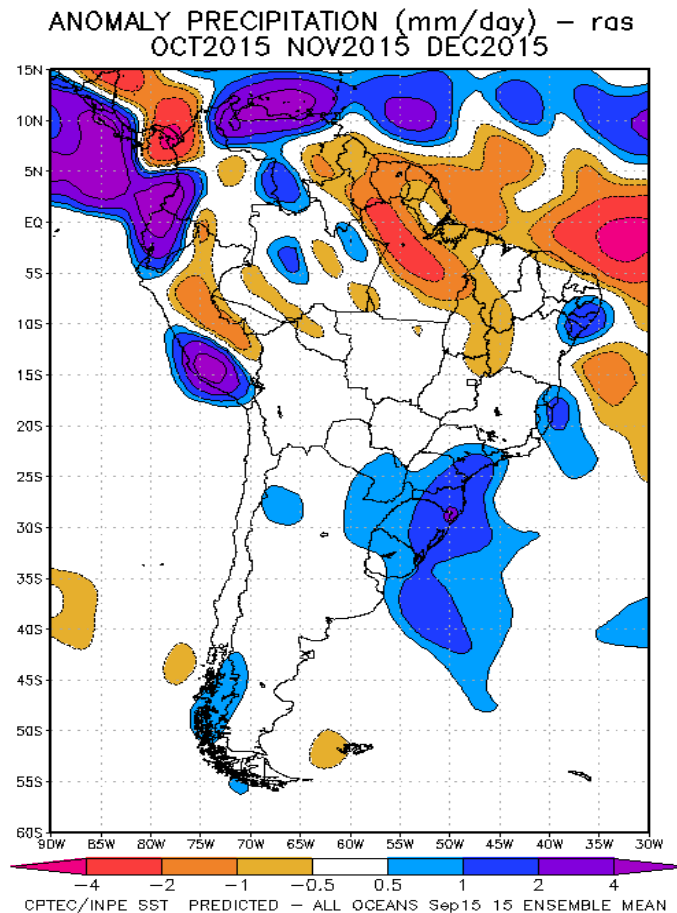 ANOMALY PRECIPITATION (mm/day) – ras
OCT2015 NOV2015 DEC2015
15N
10N
5N
EQ
5S
10S
15S
20S
25S
30S
35S
40S
45S
50S
55S
60S
90W 85W 80W 75W 70W 65W 60W 55W 50W 45W 40W 35W 30W
−4 −2 −1 −0.5 0.5 1 2 4
CPTEC/INPE SST PREDICTED – ALL OCEANS Sep15 15 ENSEMBLE MEAN